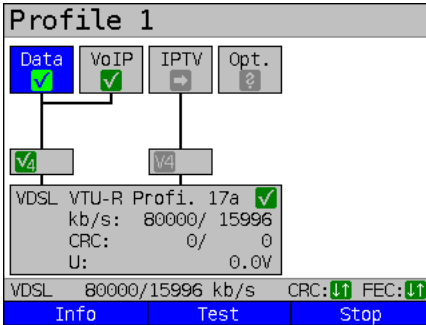 Profile 1
Data VoIP IPTV Opt.
V4 V4
VDSL VTU-R Profi. 17a
kb/s: 80000/ 15996
CRC: 0/ 0
U: 0.0V
VDSL 80000/15996 kb/s CRC: FEC:
Info Test Stop